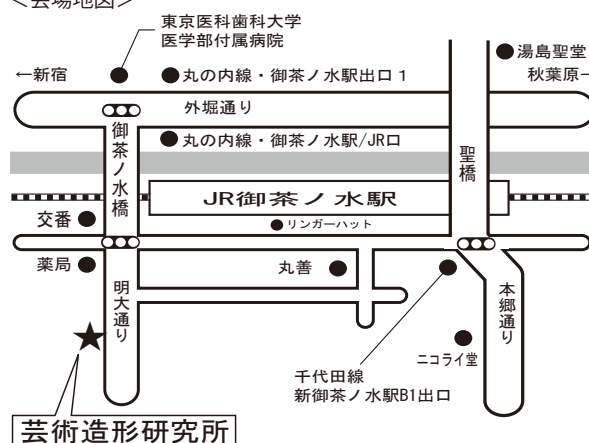 ＜会場地図＞
東京医科歯科大学
医学部付属病院
←新宿
丸の内線・御茶ノ水駅出口1
湯島聖堂
秋葉原→
外堀通り
御茶ノ水橋
丸の内線・御茶ノ水駅/JR口
聖橋
JR御茶ノ水駅
交番
リンガーハット
薬局
丸善
明大通り
本郷通り
ニコライ堂
千代田線
新御茶ノ水駅B1出口
芸術造形研究所